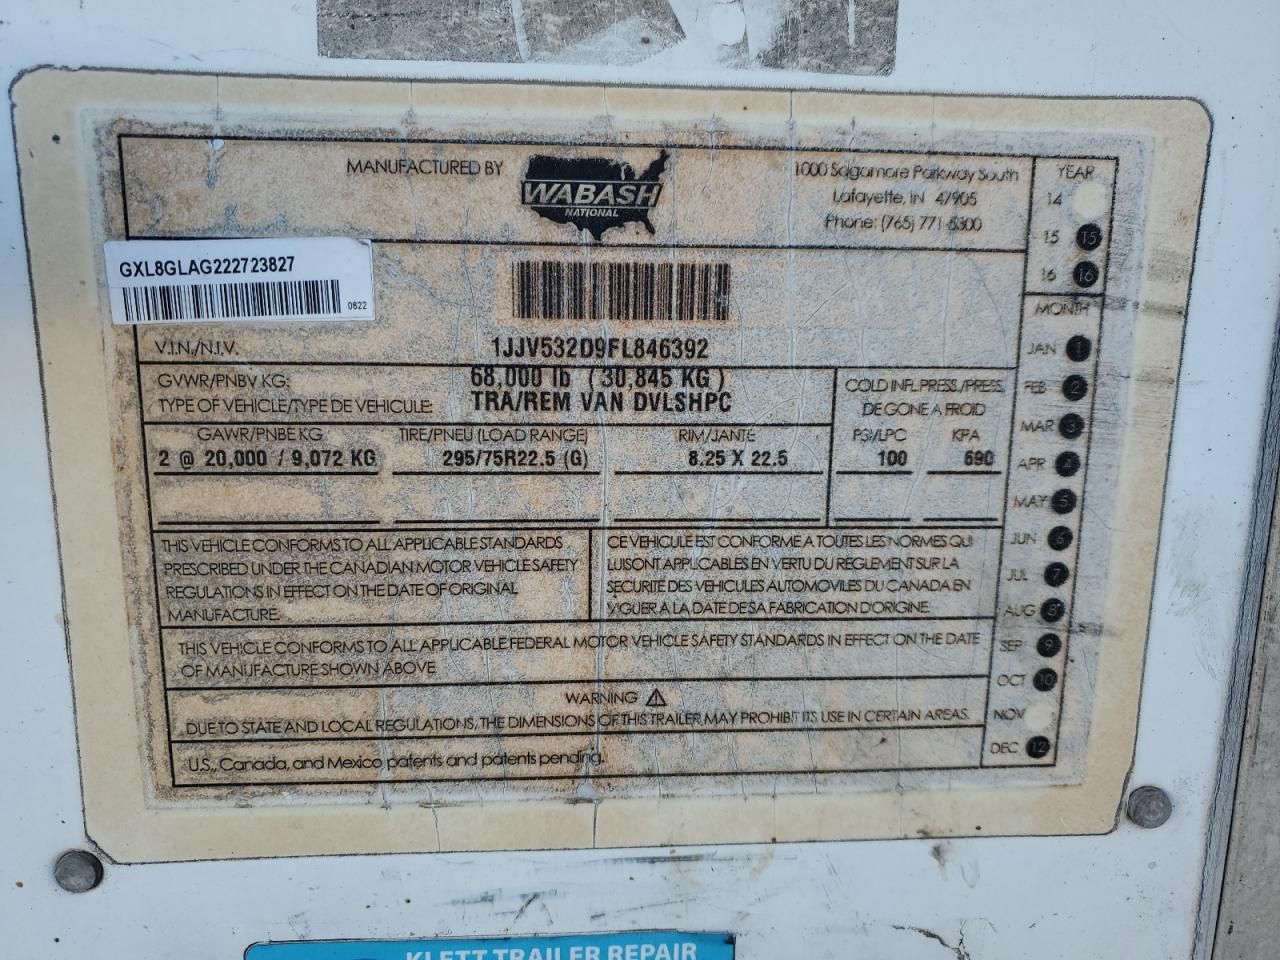 MANUFACTURED BY
WABASH
NATIONAL
1000 Sagamore Parkway South
Lafayette, IN 47905
Phone: (765) 771-5300
GXL8GLAG222723827
0622
V.I.N./N.I.V. 1JJV532D9FL846392
GVWR/PNBV KG: 68,000 lb (30,845 KG)
TYPE OF VEHICLE/TYPE DE VEHICULE: TRA/REM VAN DVLSHPC
COLD INFL.PRESS./PRESS.
DE GONF A FROID
GAWR/PNBE KG TIRE/PNEU (LOAD RANGE) RIM/JANTE PSI/LPC KPA
2 @ 20,000 / 9,072 KG 295/75R22.5 (G) 8.25 X 22.5 100 690
THIS VEHICLE CONFORMS TO ALL APPLICABLE STANDARDS
PRESCRIBED UNDER THE CANADIAN MOTOR VEHICLE SAFETY
REGULATIONS IN EFFECT ON THE DATE OF ORIGINAL
MANUFACTURE.
CE VEHICULE EST CONFORME A TOUTES LES NORMES QUI
LUI SONT APPLICABLES EN VERTU DU REGLEMENT SUR LA
SECURITE DES VEHICULES AUTOMOVILES DU CANADA EN
VIGUER A LA DATE DE SA FABRICATION D'ORIGINE.
THIS VEHICLE CONFORMS TO ALL APPLICABLE FEDERAL MOTOR VEHICLE SAFETY STANDARDS IN EFFECT ON THE DATE
OF MANUFACTURE SHOWN ABOVE
WARNING
DUE TO STATE AND LOCAL REGULATIONS, THE DIMENSIONS OF THIS TRAILER MAY PROHIBIT ITS USE IN CERTAIN AREAS.
U.S., Canada, and Mexico patents and patents pending.
YEAR
14
15 15
16 16
MONTH
JAN 1
FEB 2
MAR 3
APR 4
MAY 5
JUN 6
JUL 7
AUG 8
SEP 9
OCT 10
NOV
DEC 12
KLETT TRAILER REPAIR